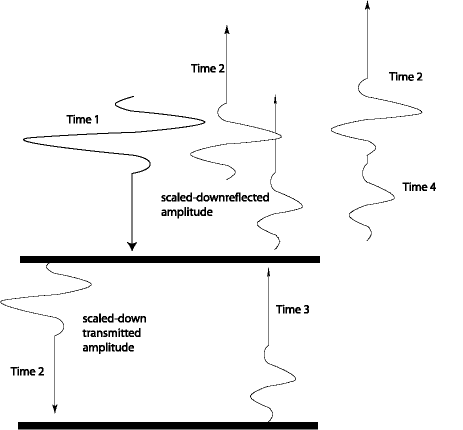 Time 2
Time 2
Time 1
Time 4
scaled-downreflected
amplitude
Time 3
scaled-down
transmitted
amplitude
Time 2